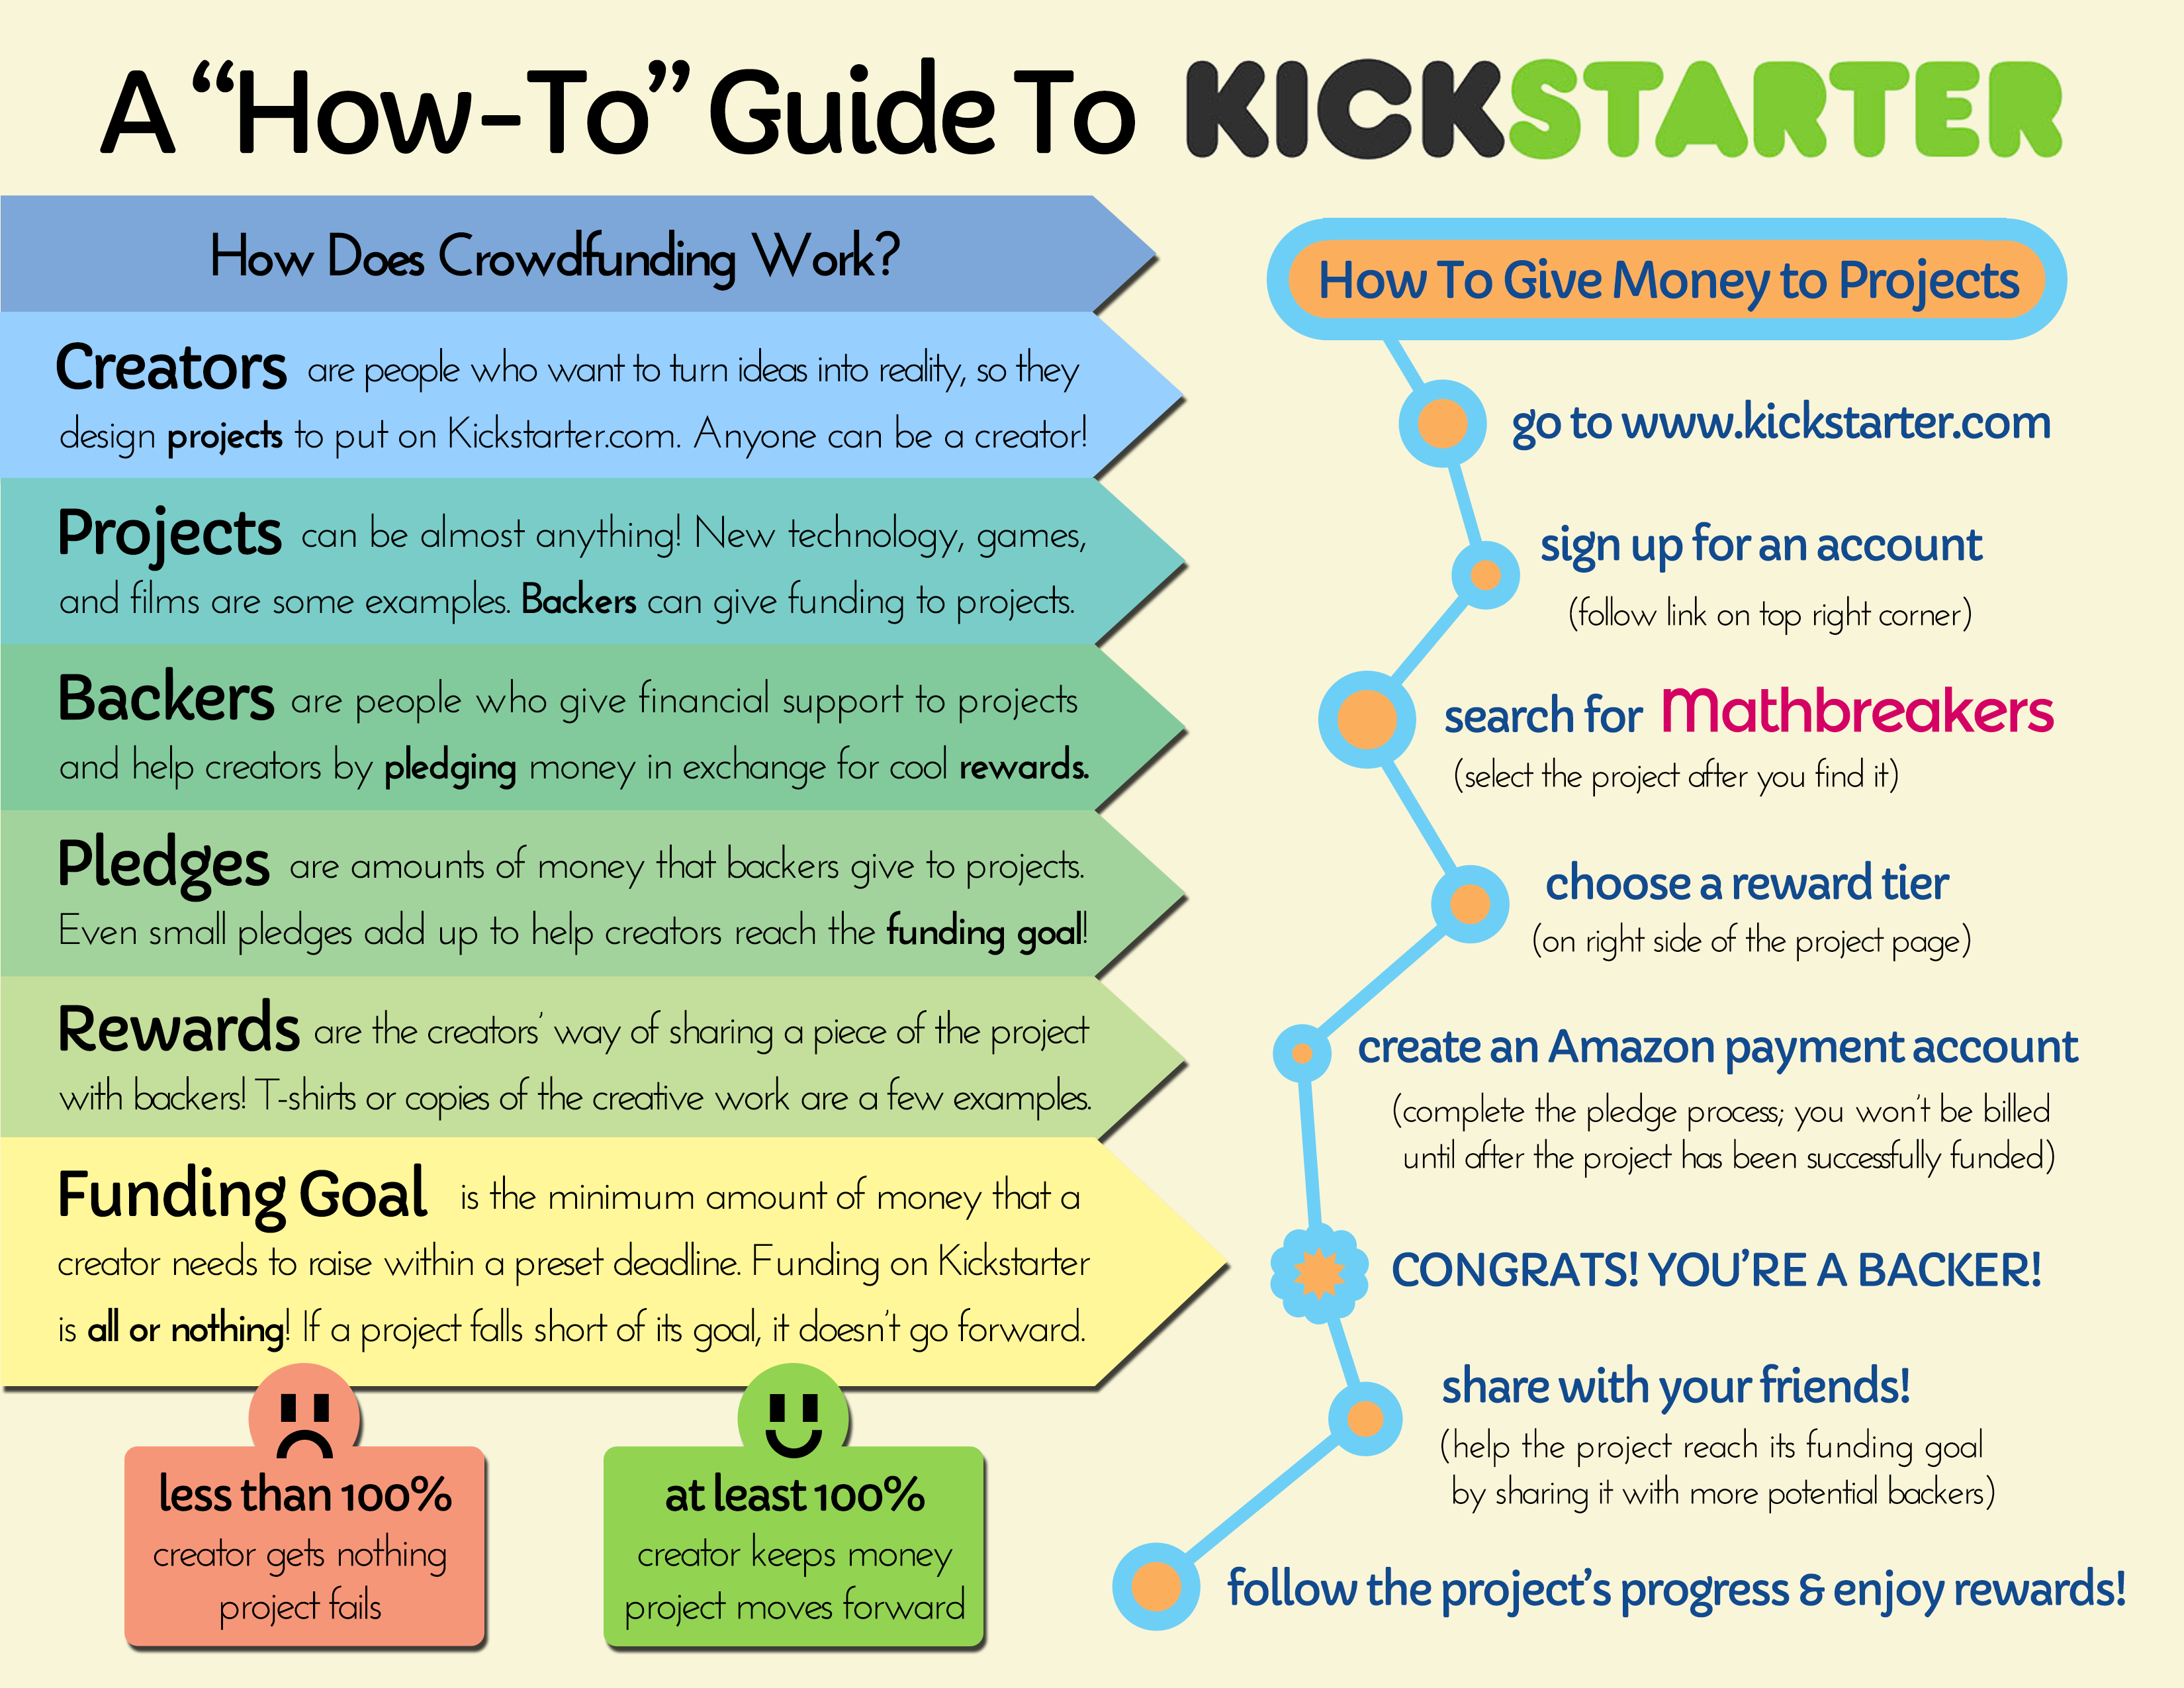 A “How-To” Guide To KICKSTARTER
How Does Crowdfunding Work?
Creators are people who want to turn ideas into reality, so they
design projects to put on Kickstarter.com. Anyone can be a creator!
Projects can be almost anything! New technology, games,
and films are some examples. Backers can give funding to projects.
Backers are people who give financial support to projects
and help creators by pledging money in exchange for cool rewards.
Pledges are amounts of money that backers give to projects.
Even small pledges add up to help creators reach the funding goal!
Rewards are the creators’ way of sharing a piece of the project
with backers! T-shirts or copies of the creative work are a few examples.
Funding Goal is the minimum amount of money that a
creator needs to raise within a preset deadline. Funding on Kickstarter
is all or nothing! If a project falls short of its goal, it doesn’t go forward.
less than 100%
creator gets nothing
project fails
at least 100%
creator keeps money
project moves forward
How To Give Money to Projects
go to www.kickstarter.com
sign up for an account
(follow link on top right corner)
search for Mathbreakers
(select the project after you find it)
choose a reward tier
(on right side of the project page)
create an Amazon payment account
(complete the pledge process; you won’t be billed
until after the project has been successfully funded)
CONGRATS! YOU’RE A BACKER!
share with your friends!
(help the project reach its funding goal
by sharing it with more potential backers)
follow the project’s progress & enjoy rewards!